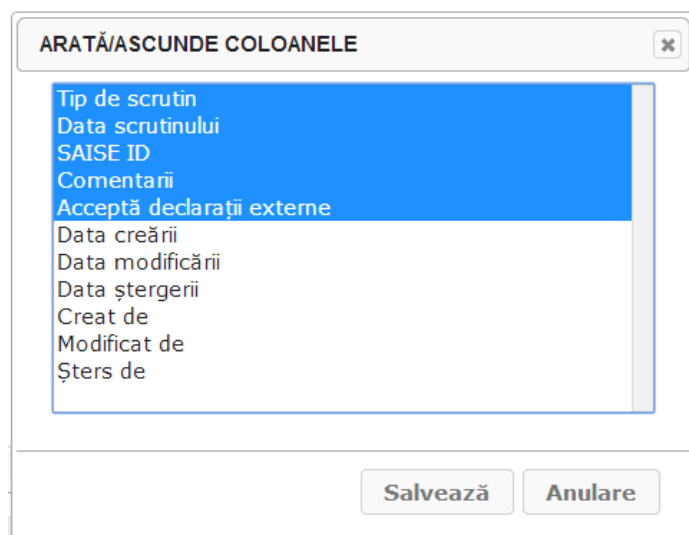 ARATĂ/ASCUNDE COLOANELE
Tip de scrutin
Data scrutinului
SAISE ID
Comentarii
Acceptă declarații externe
Data creării
Data modificării
Data ștergerii
Creat de
Modificat de
Șters de
Salvează Anulare